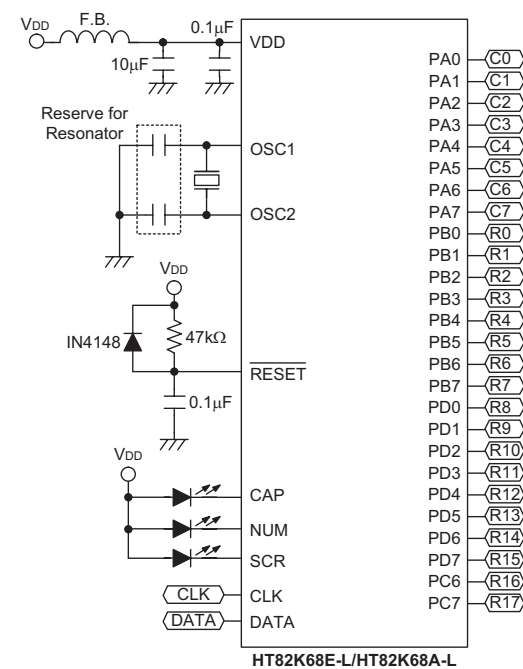 VDD
F.B.
0.1µF
VDD
10µF
Reserve for
Resonator
OSC1
OSC2
VDD
IN4148
47kΩ
RESET
0.1µF
VDD
CAP
NUM
SCR
CLK
CLK
DATA
DATA
PA0
C0
PA1
C1
PA2
C2
PA3
C3
PA4
C4
PA5
C5
PA6
C6
PA7
C7
PB0
R0
PB1
R1
PB2
R2
PB3
R3
PB4
R4
PB5
R5
PB6
R6
PB7
R7
PD0
R8
PD1
R9
PD2
R10
PD3
R11
PD4
R12
PD5
R13
PD6
R14
PD7
R15
PC6
R16
PC7
R17
HT82K68E-L/HT82K68A-L